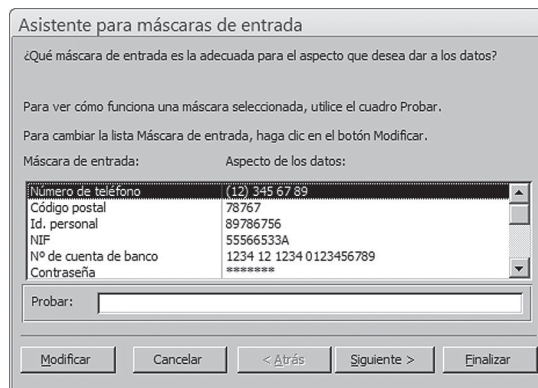 Asistente para máscaras de entrada
¿Qué máscara de entrada es la adecuada para el aspecto que desea dar a los datos?
Para ver cómo funciona una máscara seleccionada, utilice el cuadro Probar.
Para cambiar la lista Máscara de entrada, haga clic en el botón Modificar.
Máscara de entrada: Aspecto de los datos:
Número de teléfono (12) 345 67 89
Código postal 78767
Id. personal 89786756
NIF 55566533A
Nº de cuenta de banco 1234 12 1234 0123456789
Contraseña *******
Probar:
Modificar Cancelar < Atrás Siguiente > Finalizar